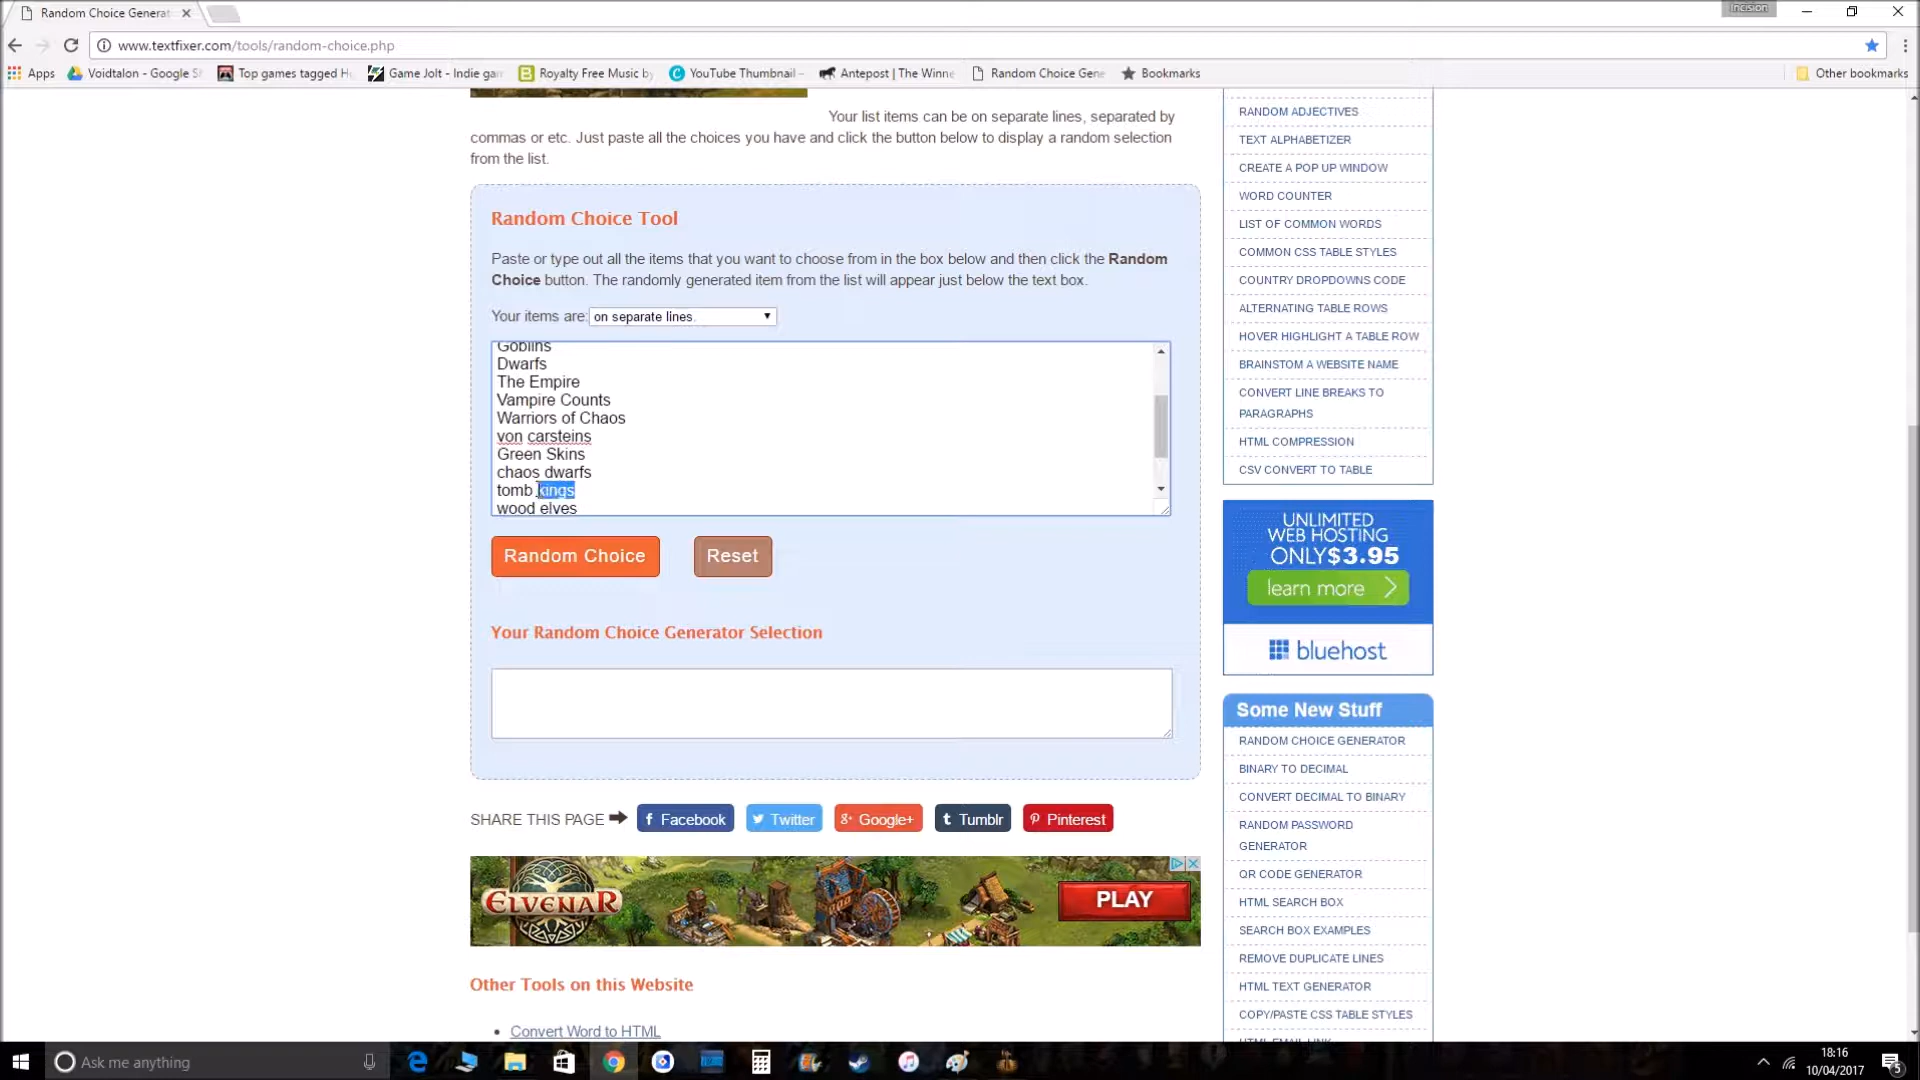 Random Choice Generat
Incision
www.textfixer.com/tools/random-choice.php
Apps
Voidtalon - Google S
Top games tagged H
Game Jolt - Indie gam
Royalty Free Music by
YouTube Thumbnail -
Antepost | The Winne
Random Choice Gene
Bookmarks
Other bookmarks
Your list items can be on separate lines, separated by
commas or etc. Just paste all the choices you have and click the button below to display a random selection
from the list.
Random Choice Tool
Paste or type out all the items that you want to choose from in the box below and then click the Random
Choice button. The randomly generated item from the list will appear just below the text box.
Your items are: on separate lines.
Goblins
Dwarfs
The Empire
Vampire Counts
Warriors of Chaos
von carsteins
Green Skins
chaos dwarfs
tomb kings
wood elves
Random Choice
Reset
Your Random Choice Generator Selection
SHARE THIS PAGE
Facebook
Twitter
Google+
Tumblr
Pinterest
ELVENAR
PLAY
Other Tools on this Website
Convert Word to HTML
RANDOM ADJECTIVES
TEXT ALPHABETIZER
CREATE A POP UP WINDOW
WORD COUNTER
LIST OF COMMON WORDS
COMMON CSS TABLE STYLES
COUNTRY DROPDOWNS CODE
ALTERNATING TABLE ROWS
HOVER HIGHLIGHT A TABLE ROW
BRAINSTOM A WEBSITE NAME
CONVERT LINE BREAKS TO
PARAGRAPHS
HTML COMPRESSION
CSV CONVERT TO TABLE
UNLIMITED
WEB HOSTING
ONLY $3.95
learn more
bluehost
Some New Stuff
RANDOM CHOICE GENERATOR
BINARY TO DECIMAL
CONVERT DECIMAL TO BINARY
RANDOM PASSWORD
GENERATOR
QR CODE GENERATOR
HTML SEARCH BOX
SEARCH BOX EXAMPLES
REMOVE DUPLICATE LINES
HTML TEXT GENERATOR
COPY/PASTE CSS TABLE STYLES
HTML EMAIL LINK
Ask me anything
18:16
10/04/2017
5